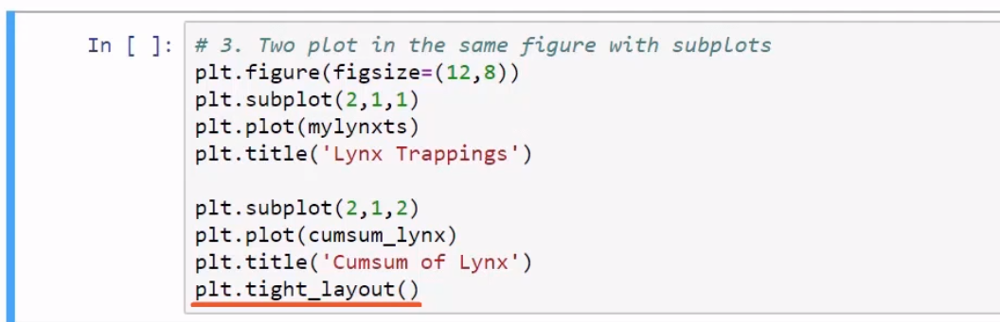 In [ ]: # 3. Two plot in the same figure with subplots
plt.figure(figsize=(12,8))
plt.subplot(2,1,1)
plt.plot(mylynxts)
plt.title('Lynx Trappings')
plt.subplot(2,1,2)
plt.plot(cumsum_lynx)
plt.title('Cumsum of Lynx')
plt.tight_layout()